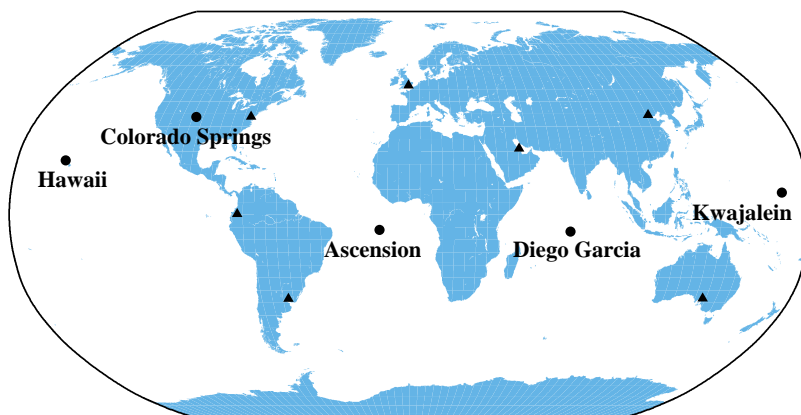 Colorado Springs
Hawaii
Kwajalein
Ascension
Diego Garcia